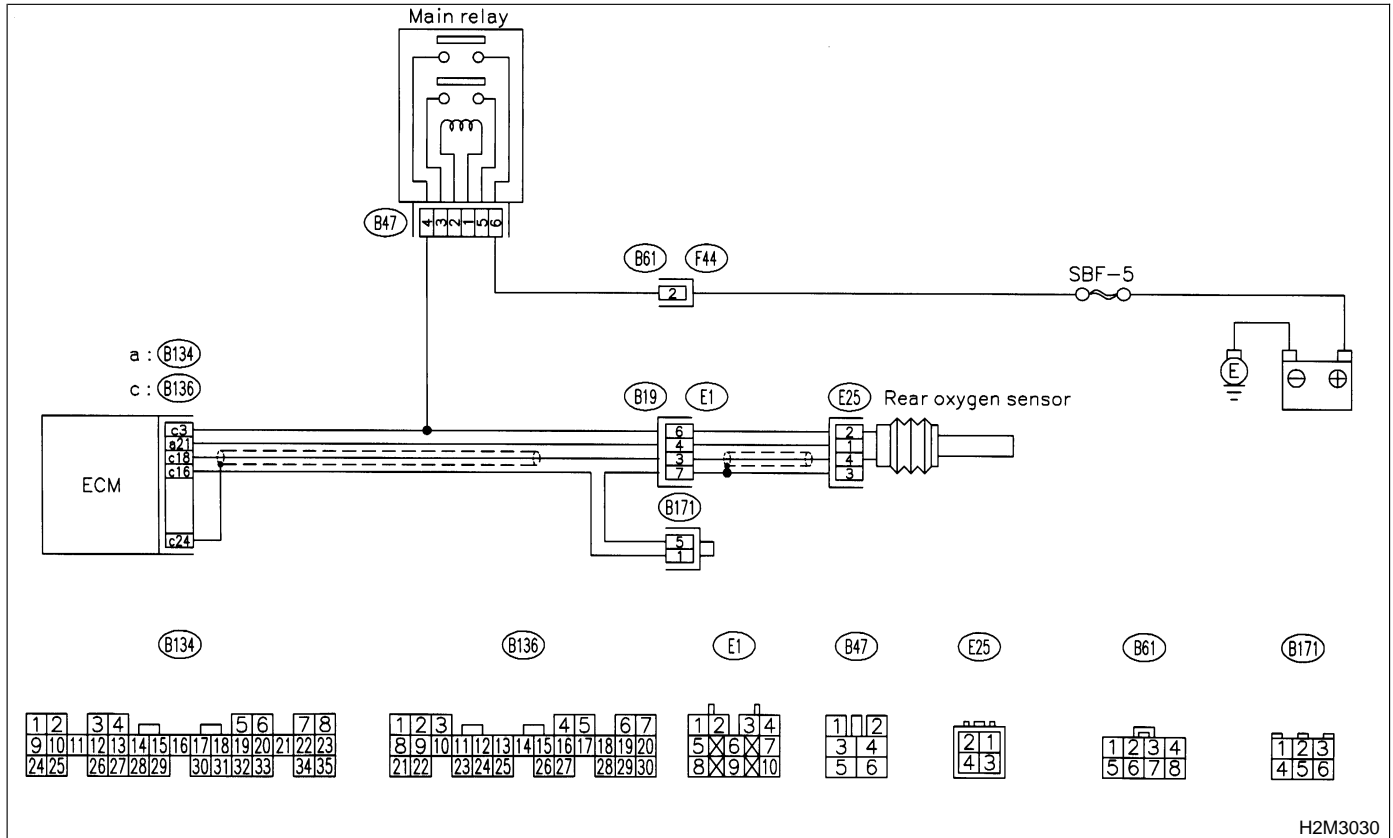 Main relay
B47
4 3 2 1 5 6
B61 F44
2
SBF-5
E
a : B134
c : B136
B19 E1
E25 Rear oxygen sensor
ECM
c3
a21
c18
c16
c24
6
4
3
7
2
1
4
3
B171
5
1
B134 B136 E1 B47 E25 B61 B171
1 2 3 4 5 6 7 8
9 10 11 12 13 14 15 16 17 18 19 20 21 22 23
24 25 26 27 28 29 30 31 32 33 34 35
1 2 3 4 5 6 7
8 9 10 11 12 13 14 15 16 17 18 19 20
21 22 23 24 25 26 27 28 29 30
1 2 3 4
5 6 7
8 9 10
1 2
3 4
5 6
2 1
4 3
1 2 3 4
5 6 7 8
1 2 3
4 5 6
H2M3030